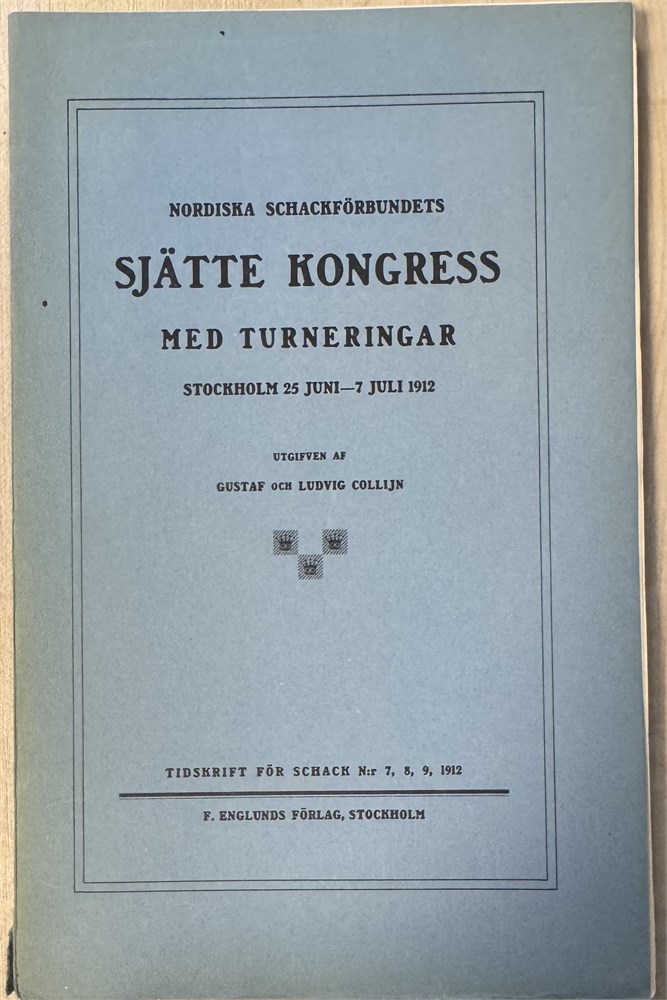 NORDISKA SCHACKFÖRBUNDETS
SJÄTTE KONGRESS
MED TURNERINGAR
STOCKHOLM 25 JUNI—7 JULI 1912
UTGIFVEN AF
GUSTAF OCH LUDVIG COLLIJN
TIDSKRIFT FÖR SCHACK N:r 7, 8, 9, 1912
F. ENGLUNDS FÖRLAG, STOCKHOLM